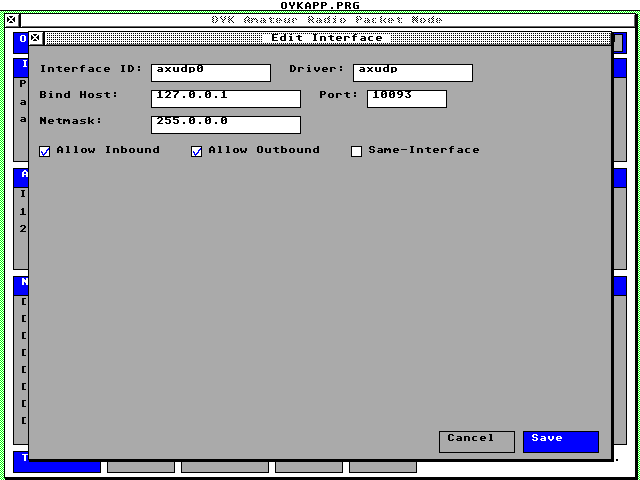 OYKAPP.PRG
OYK Amateur Radio Packet Node
Edit Interface
Interface ID: axudp0 Driver: axudp
Bind Host: 127.0.0.1 Port: 10093
Netmask: 255.0.0.0
Allow Inbound Allow Outbound Same-Interface
Cancel Save